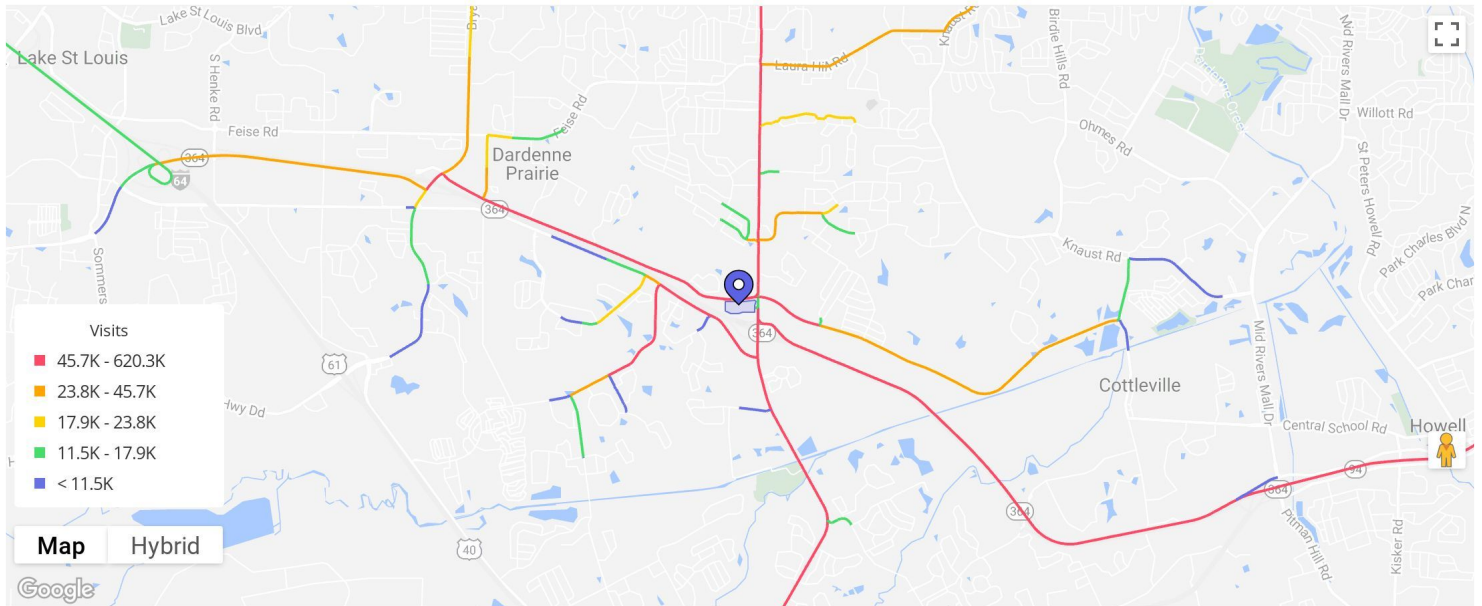 Lake St Louis Blvd
Lake St Louis
S Henke Rd
Feise Rd
364
64
Feise Rd
Dardenne
Prairie
364
Laura Hill Rd
Knaust Rd
Birdie Hills Rd
Mid Rivers Mall Dr
Willott Rd
Ohmes Rd
St Peters Howell Rd
Park Charles Blvd N
Knaust Rd
Sommers
364
61
Hwy Dd
Cottleville
Mid Rivers Mall Dr
Central School Rd
Howell
94
364
364
Pitman Hill Rd
Kisker Rd
40
Visits
45.7K - 620.3K
23.8K - 45.7K
17.9K - 23.8K
11.5K - 17.9K
< 11.5K
Map
Hybrid
Google